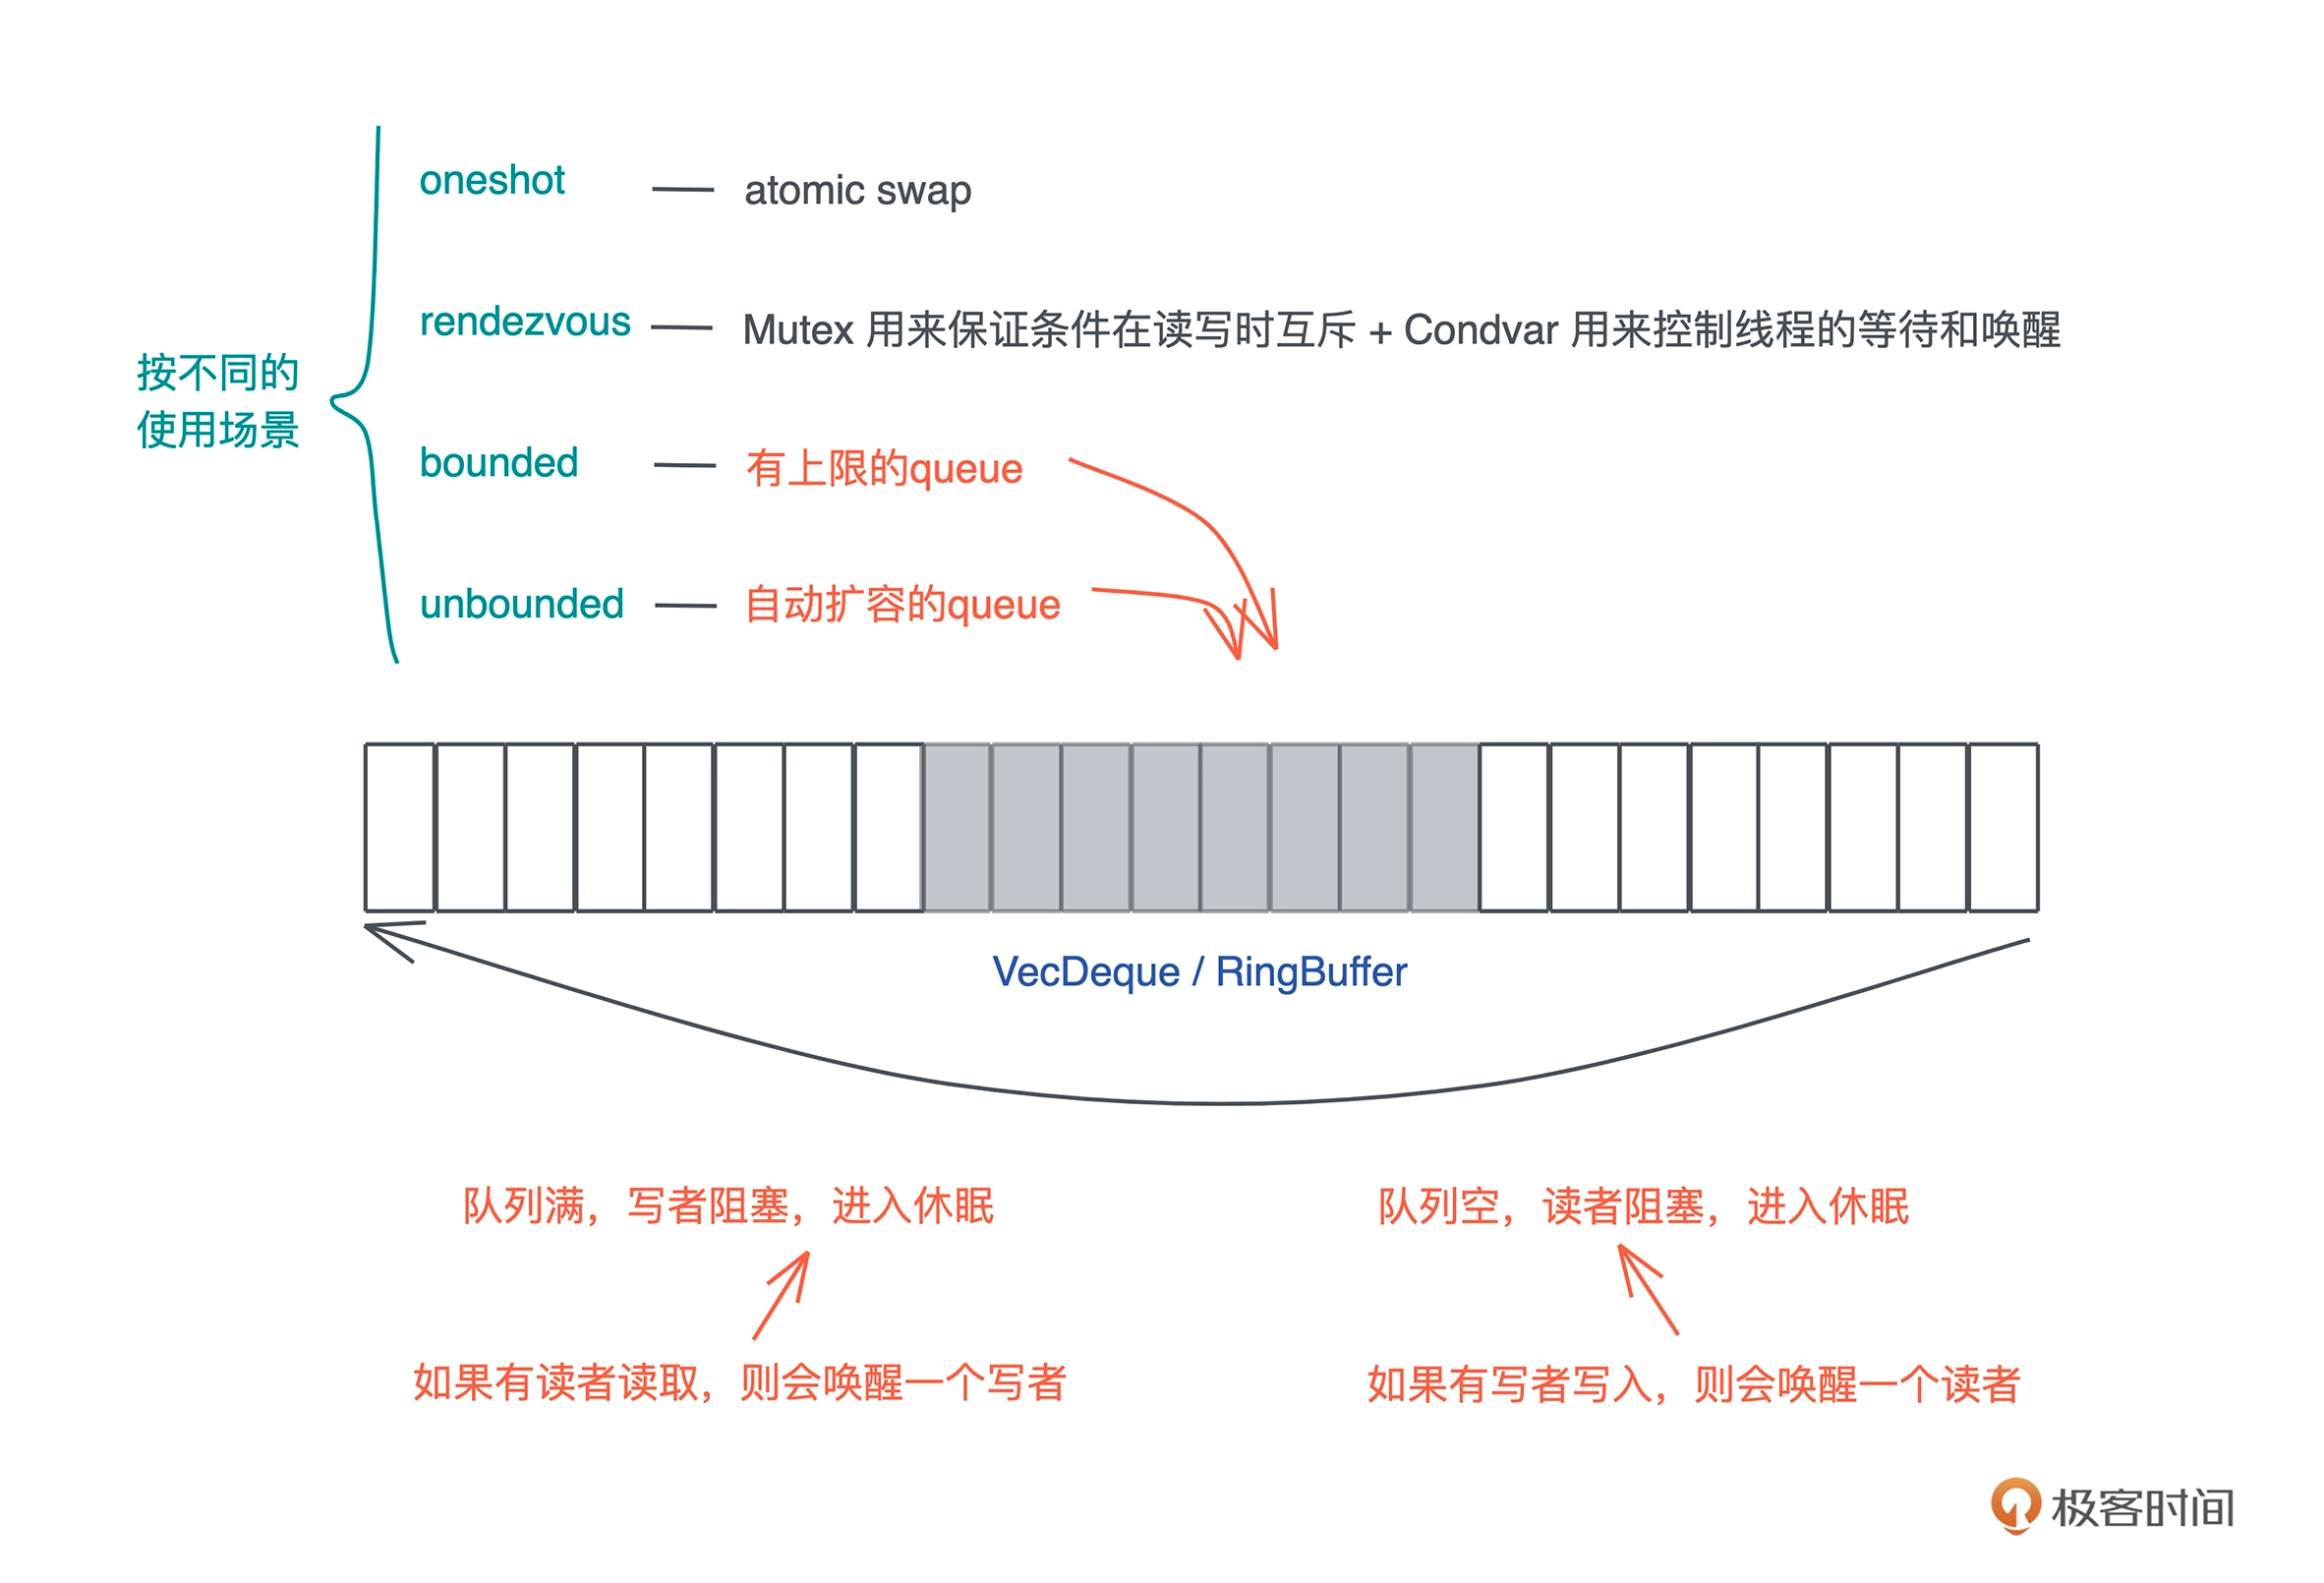 oneshot
atomic swap
rendezvous
Mutex 用来保证条件在读写时互斥 + Condvar 用来控制线程的等待和唤醒
按不同的
使用场景
bounded
有上限的queue
unbounded
自动扩容的queue
VecDeque / RingBuffer
队列满，写者阻塞，进入休眠
队列空，读者阻塞，进入休眠
如果有读者读取，则会唤醒一个写者
如果有写者写入，则会唤醒一个读者
极客时间